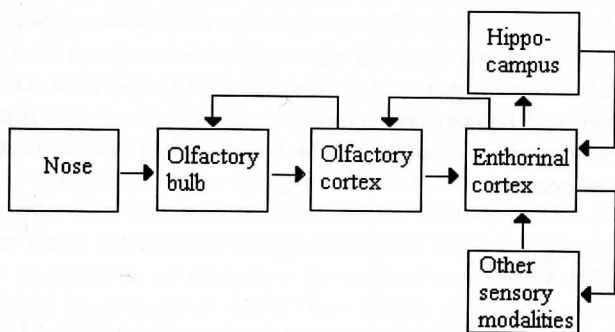 Hippo-
campus
Nose
Olfactory
bulb
Olfactory
cortex
Enthorinal
cortex
Other
sensory
modalities